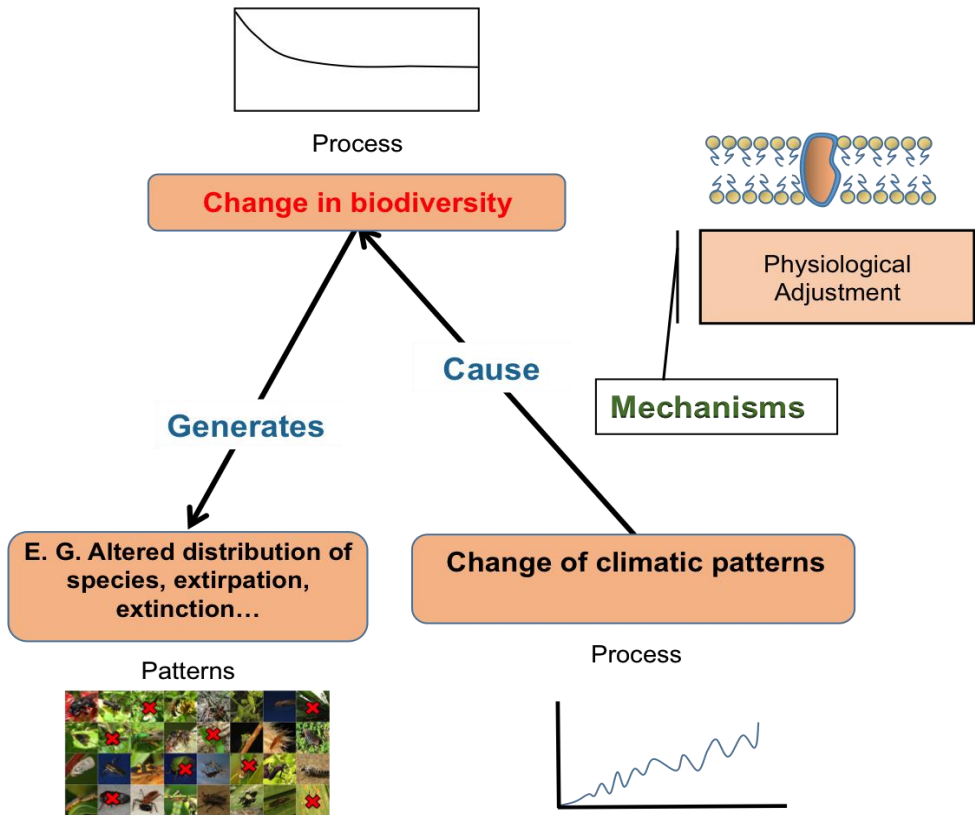 Process
Change in biodiversity
Physiological
Adjustment
Cause
Mechanisms
Generates
E. G. Altered distribution of
species, extirpation,
extinction…
Change of climatic patterns
Patterns
Process